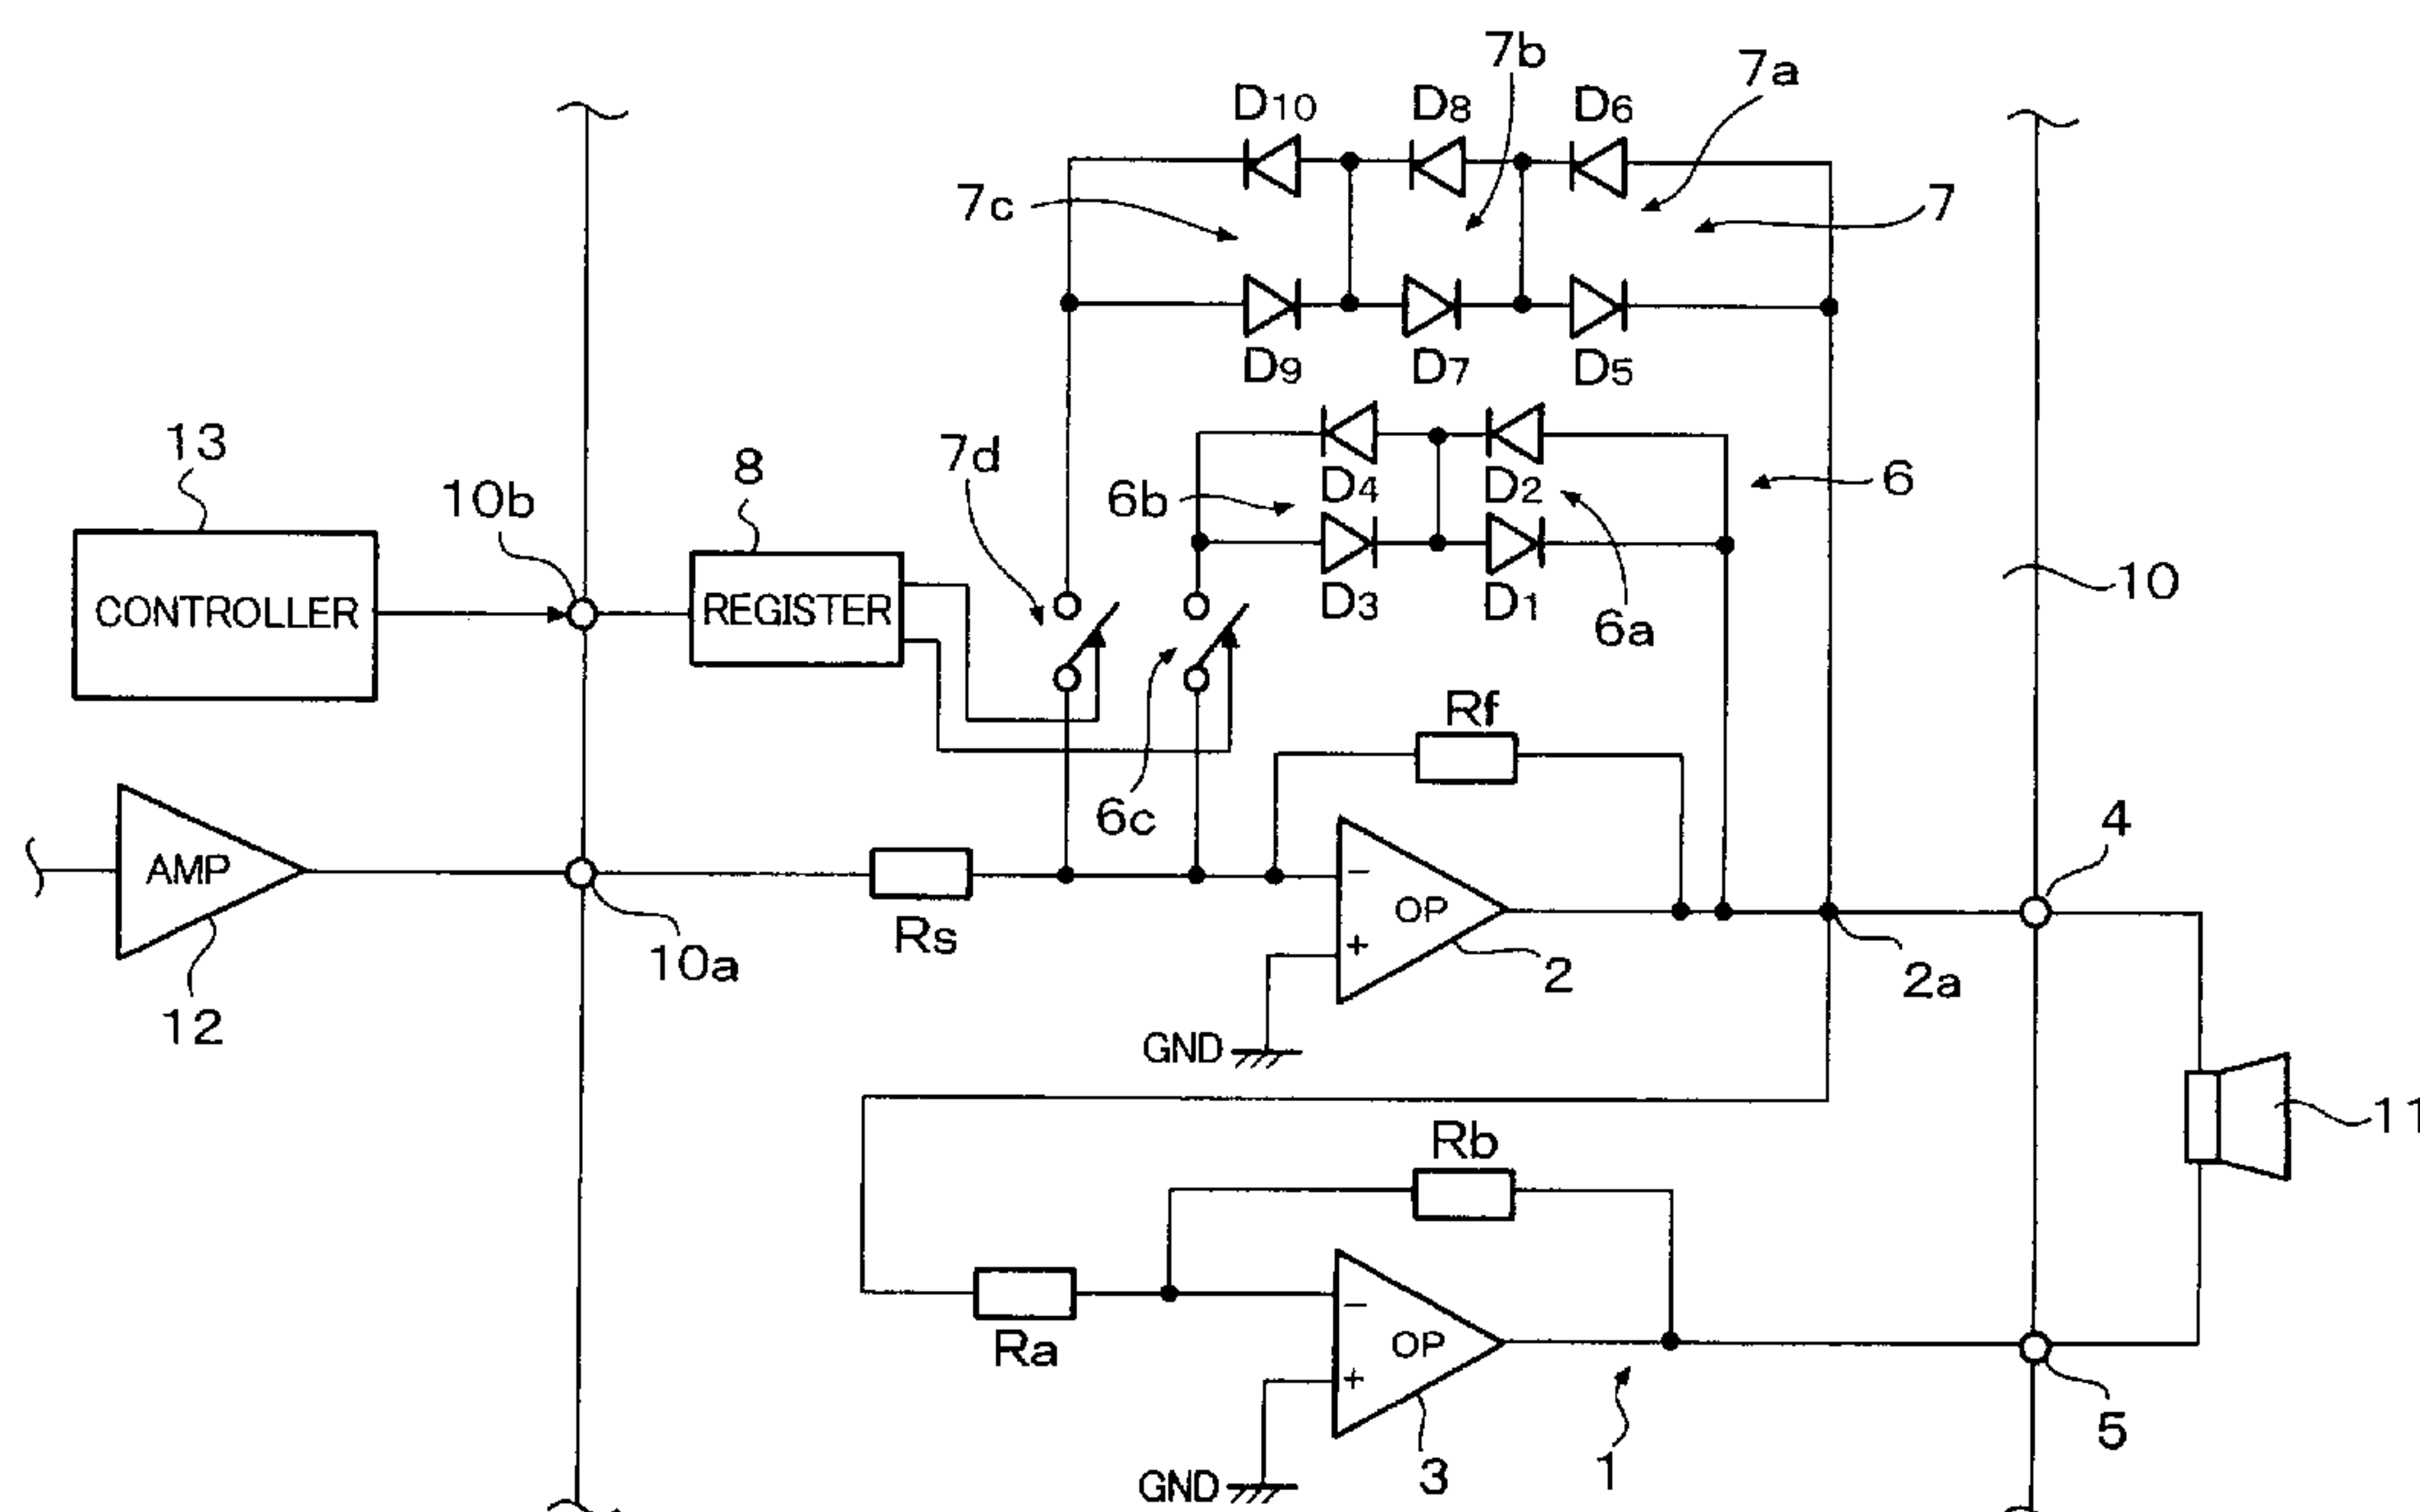 7b
7a
D10
D8
D6
7c
7
D9
D7
D5
13
10b
8
7d
6b
D4
D2
6
CONTROLLER
REGISTER
D3
D1
6a
10
Rf
6c
4
AMP
Rs
10a
− OP +
2
2a
12
GND
Rb
11
Ra
− OP +
3
1
5
GND